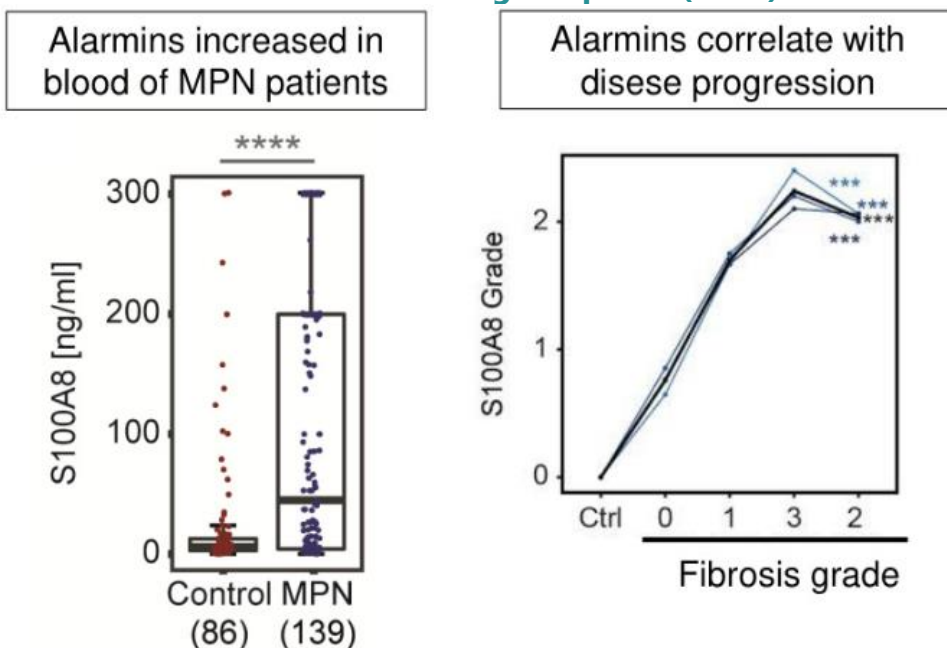 Alarmins increased in
blood of MPN patients
****
S100A8 [ng/ml]
300
200
100
0
Control MPN
(86) (139)
Alarmins correlate with
disese progression
S100A8 Grade
2
1
0
***
***
***
***
Ctrl 0 1 3 2
Fibrosis grade